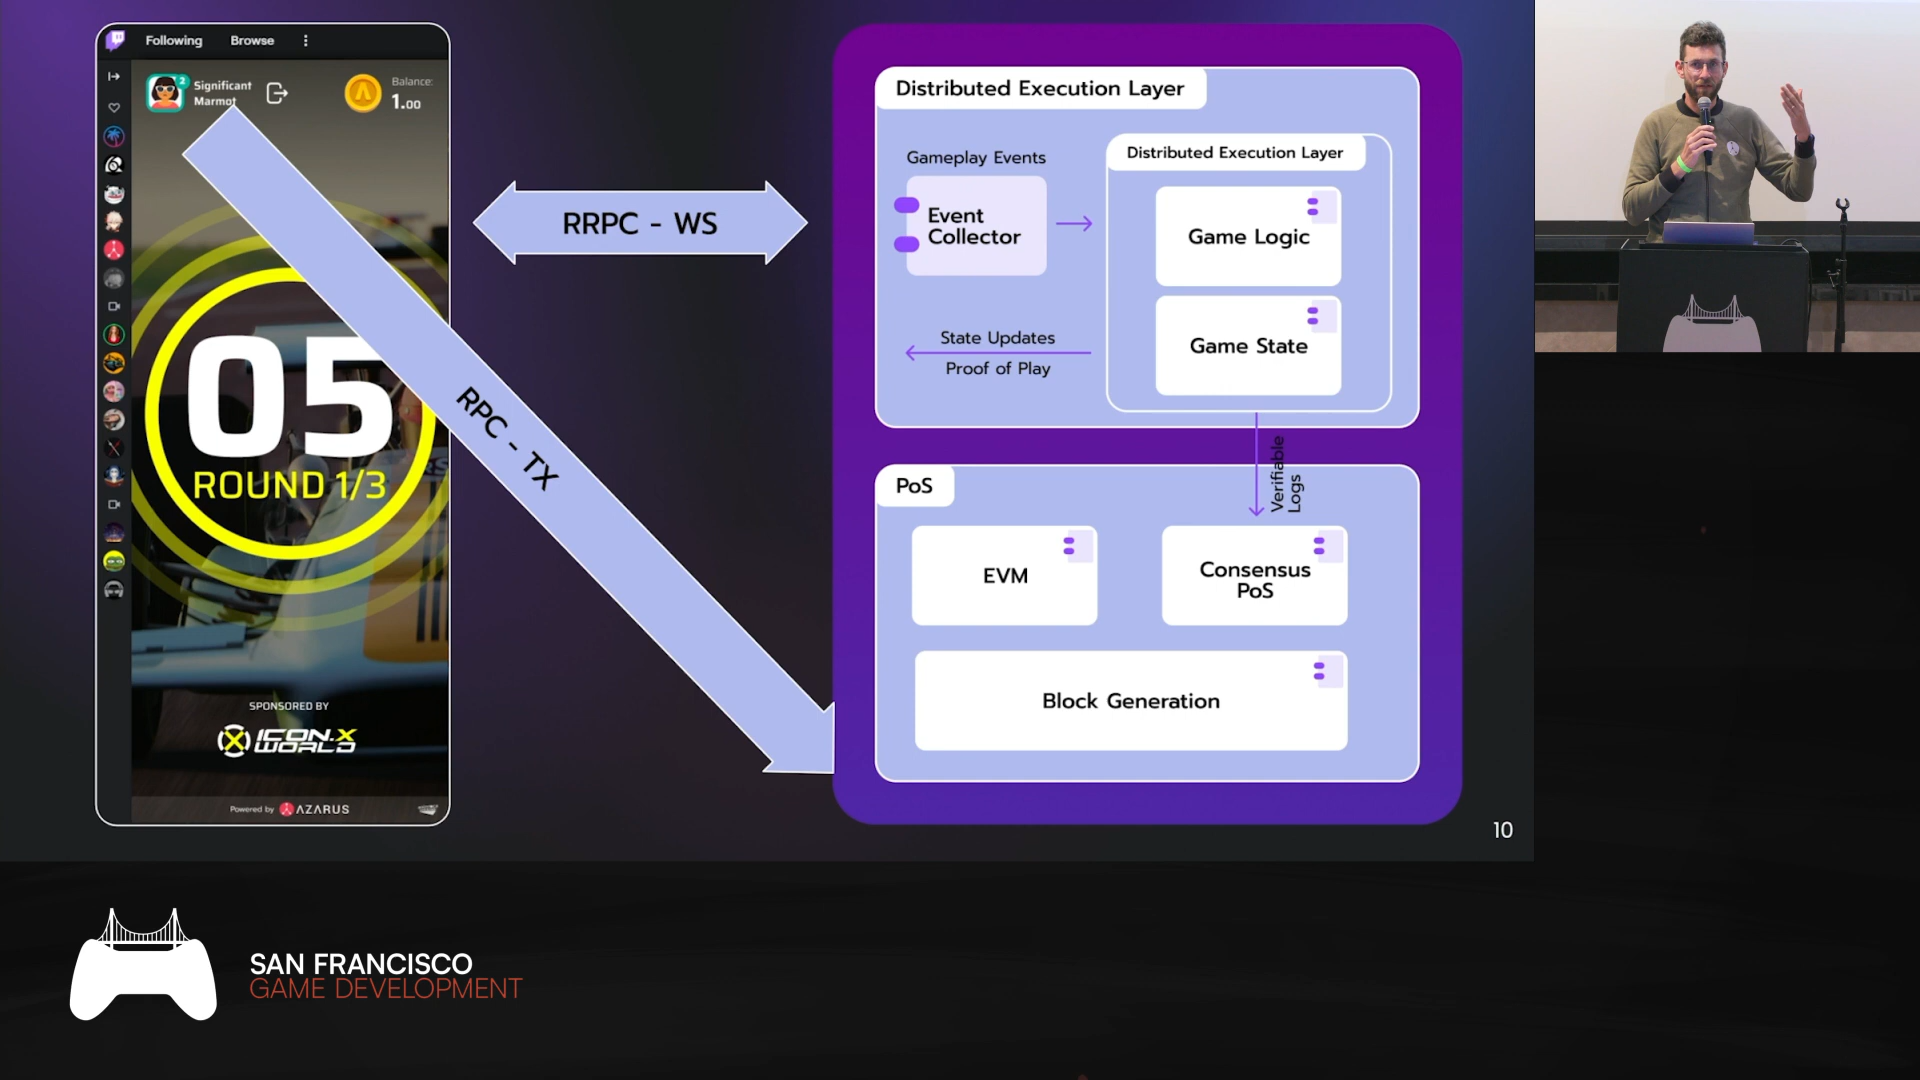 Following Browse
Significant
Marmot
Balance:
1.00
05
ROUND 1/3
SPONSORED BY
ICON.X
WORLD
Powered by AZARUS
RRPC - WS
RPC - TX
Distributed Execution Layer
Gameplay Events
Event
Collector
State Updates
Proof of Play
Distributed Execution Layer
Game Logic
Game State
Verifiable
Logs
PoS
EVM
Consensus
PoS
Block Generation
10
SAN FRANCISCO
GAME DEVELOPMENT